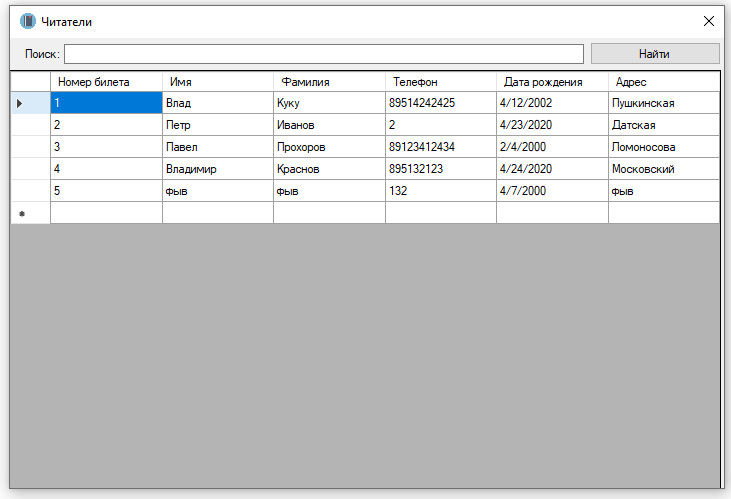 Читатели
Поиск: Найти
Номер билета Имя Фамилия Телефон Дата рождения Адрес
1 Влад Куку 89514242425 4/12/2002 Пушкинская
2 Петр Иванов 2 4/23/2020 Датская
3 Павел Прохоров 89123412434 2/4/2000 Ломоносова
4 Владимир Краснов 895132123 4/24/2020 Московский
5 фыв фыв 132 4/7/2000 фыв